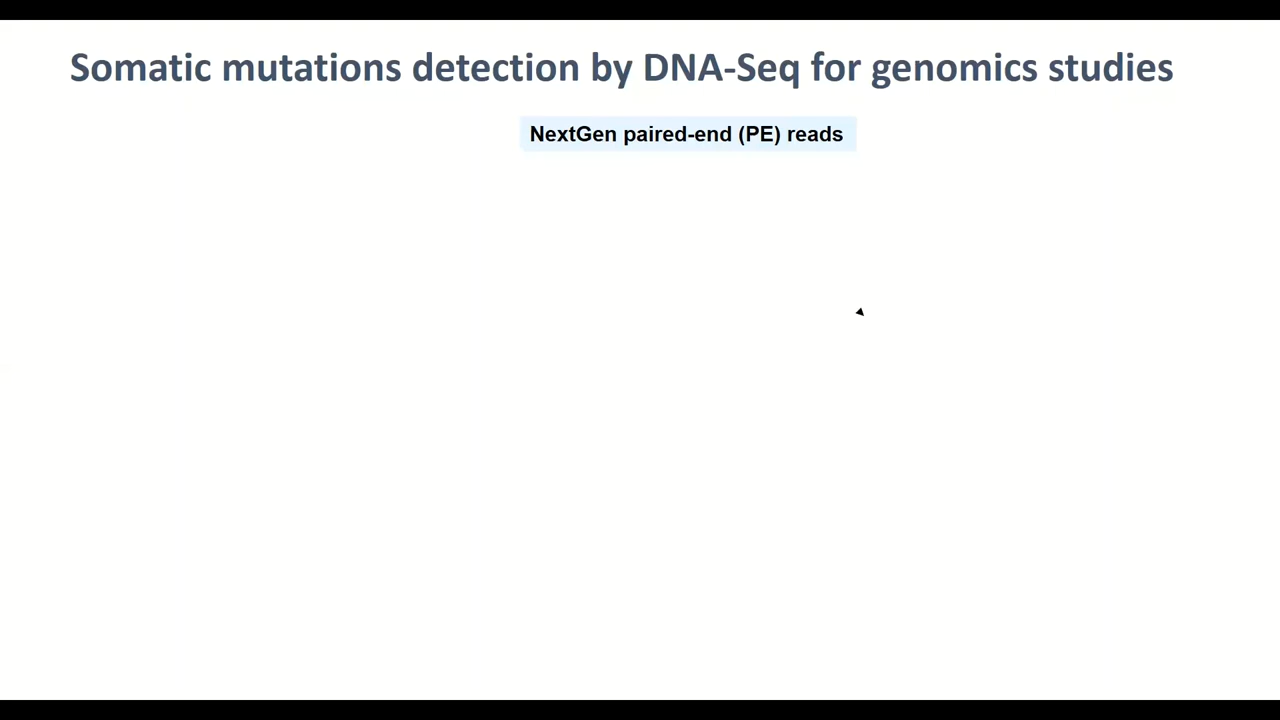 Somatic mutations detection by DNA-Seq for genomics studies
NextGen paired-end (PE) reads